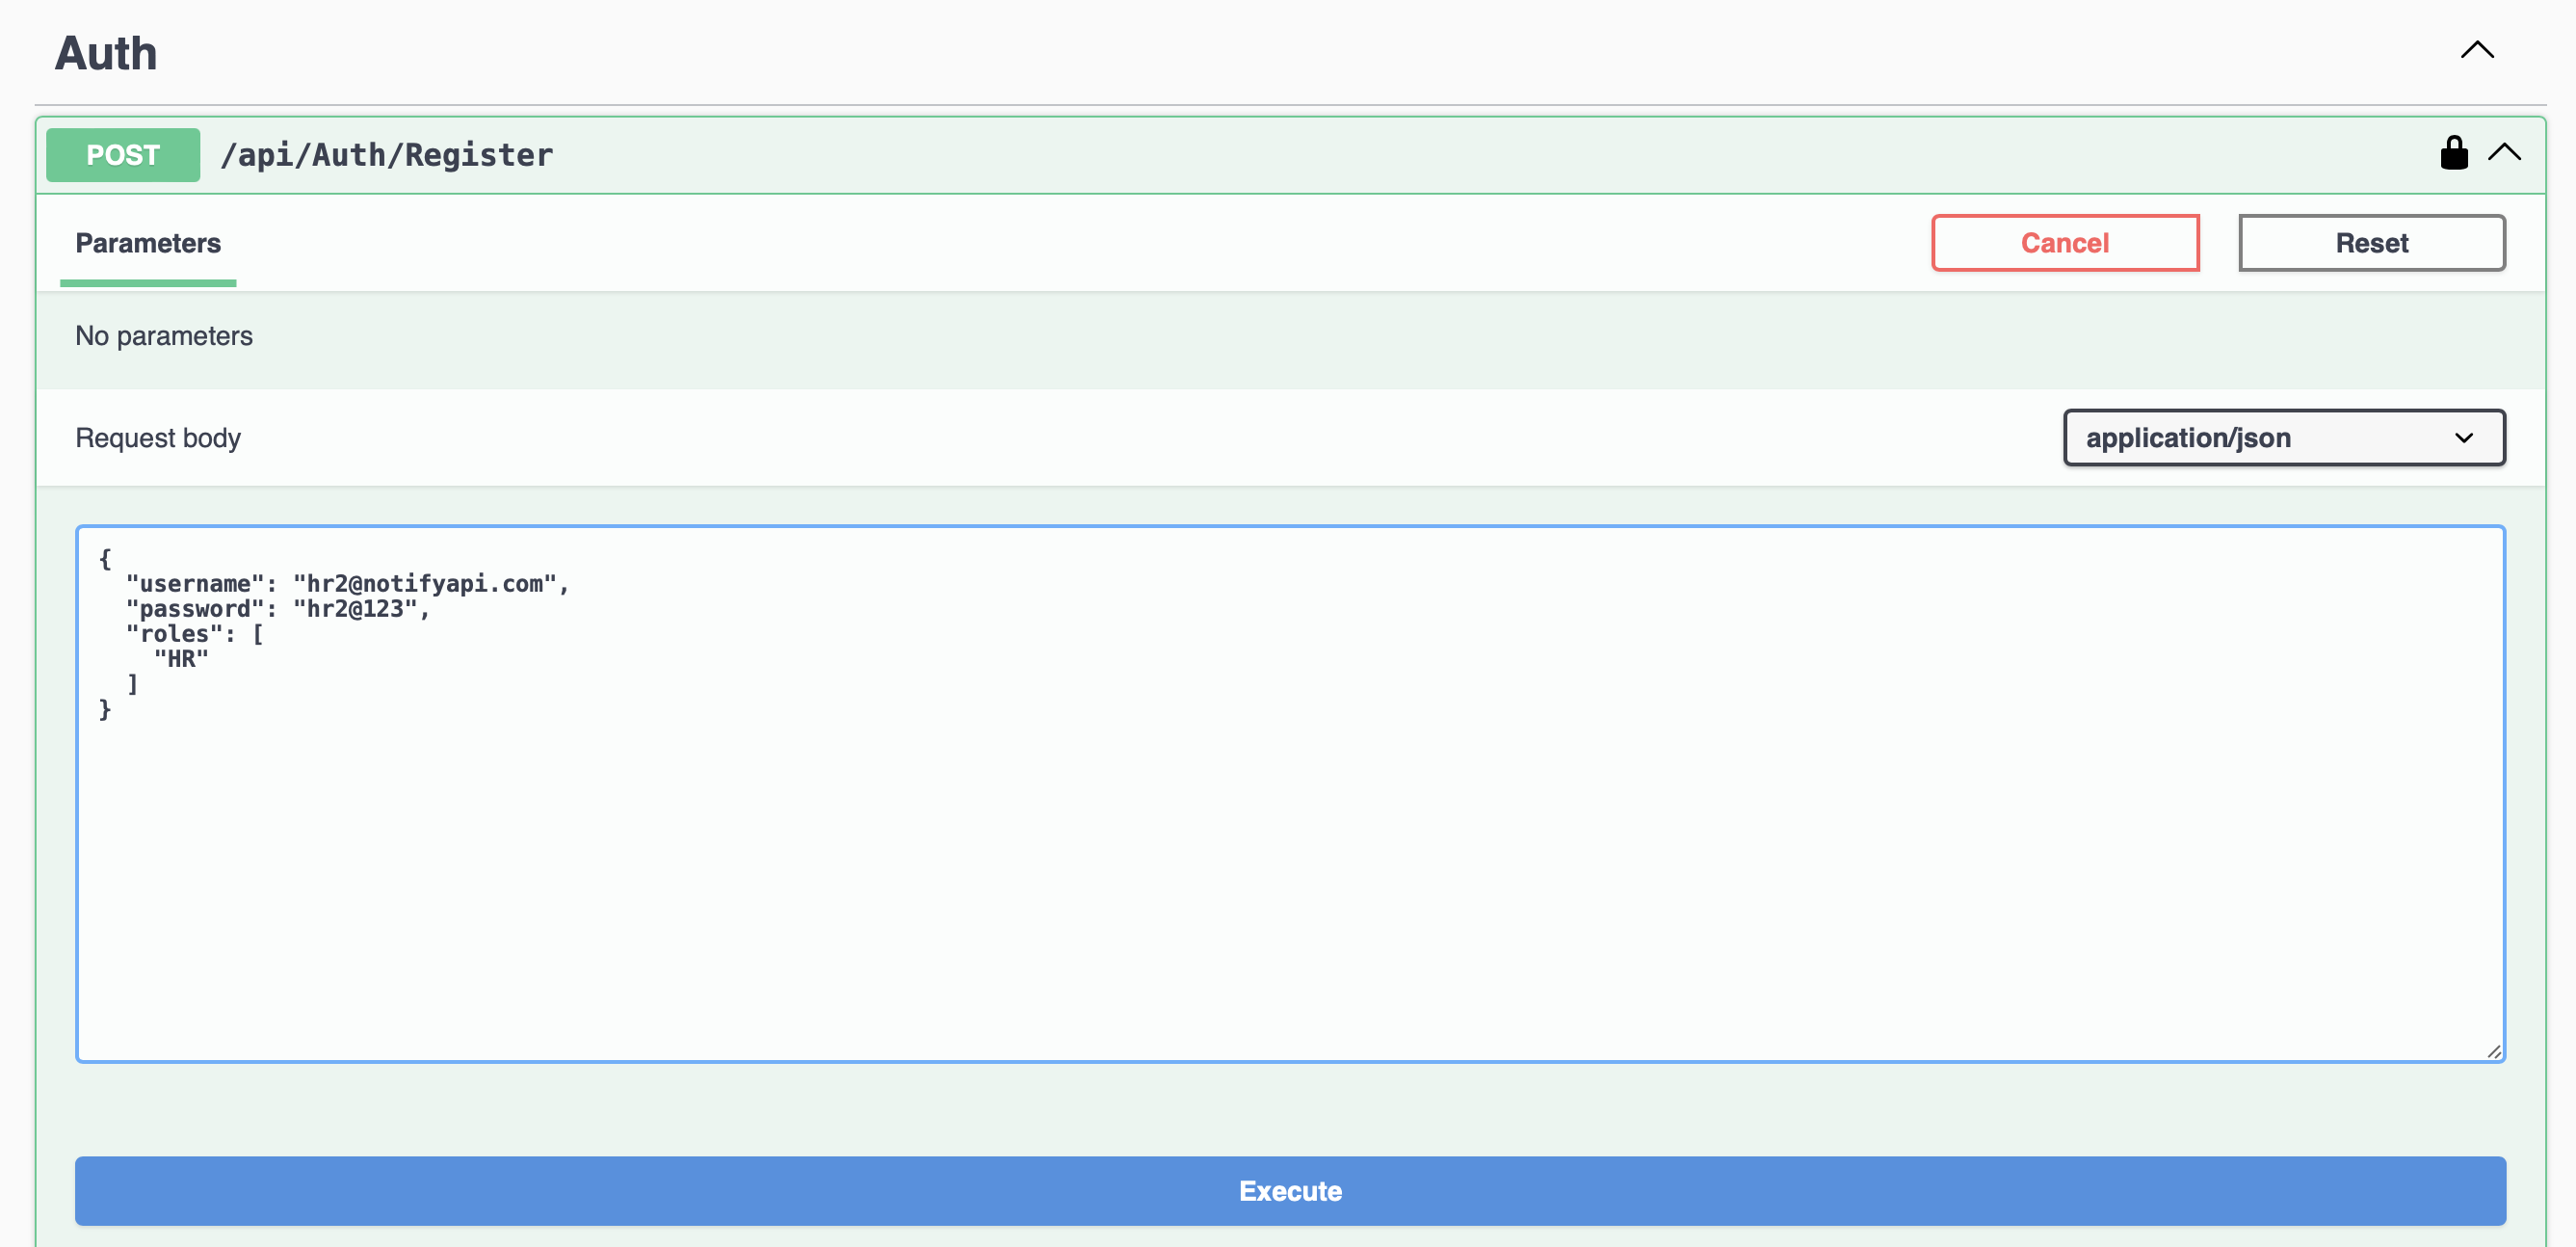 Auth
POST /api/Auth/Register
Parameters
Cancel
Reset
No parameters
Request body
application/json
{
  "username": "hr2@notifyapi.com",
  "password": "hr2@123",
  "roles": [
    "HR"
  ]
}
Execute